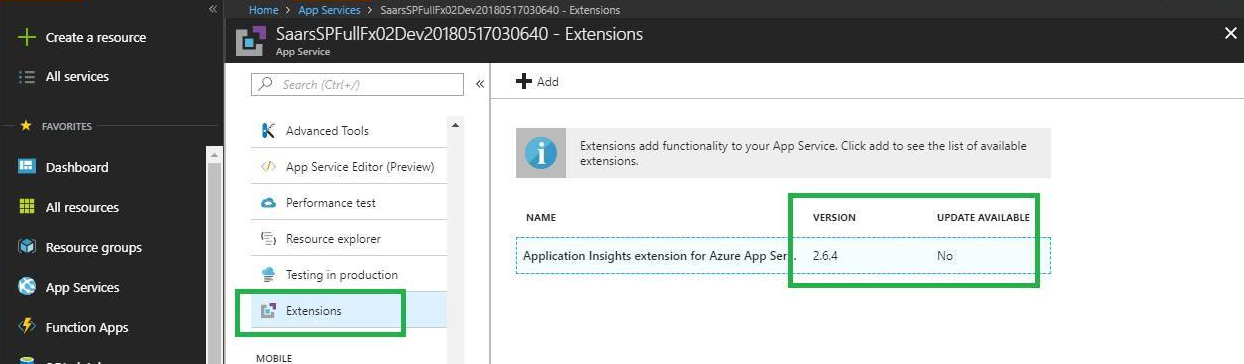 Home > App Services > SaarsSPFullFx02Dev20180517030640 - Extensions
SaarsSPFullFx02Dev20180517030640 - Extensions
App Service
Create a resource
All services
FAVORITES
Dashboard
All resources
Resource groups
App Services
Function Apps
Search (Ctrl+/)
Advanced Tools
App Service Editor (Preview)
Performance test
Resource explorer
Testing in production
Extensions
MOBILE
Add
Extensions add functionality to your App Service. Click add to see the list of available
extensions.
NAME VERSION UPDATE AVAILABLE
Application Insights extension for Azure App Ser... 2.6.4 No